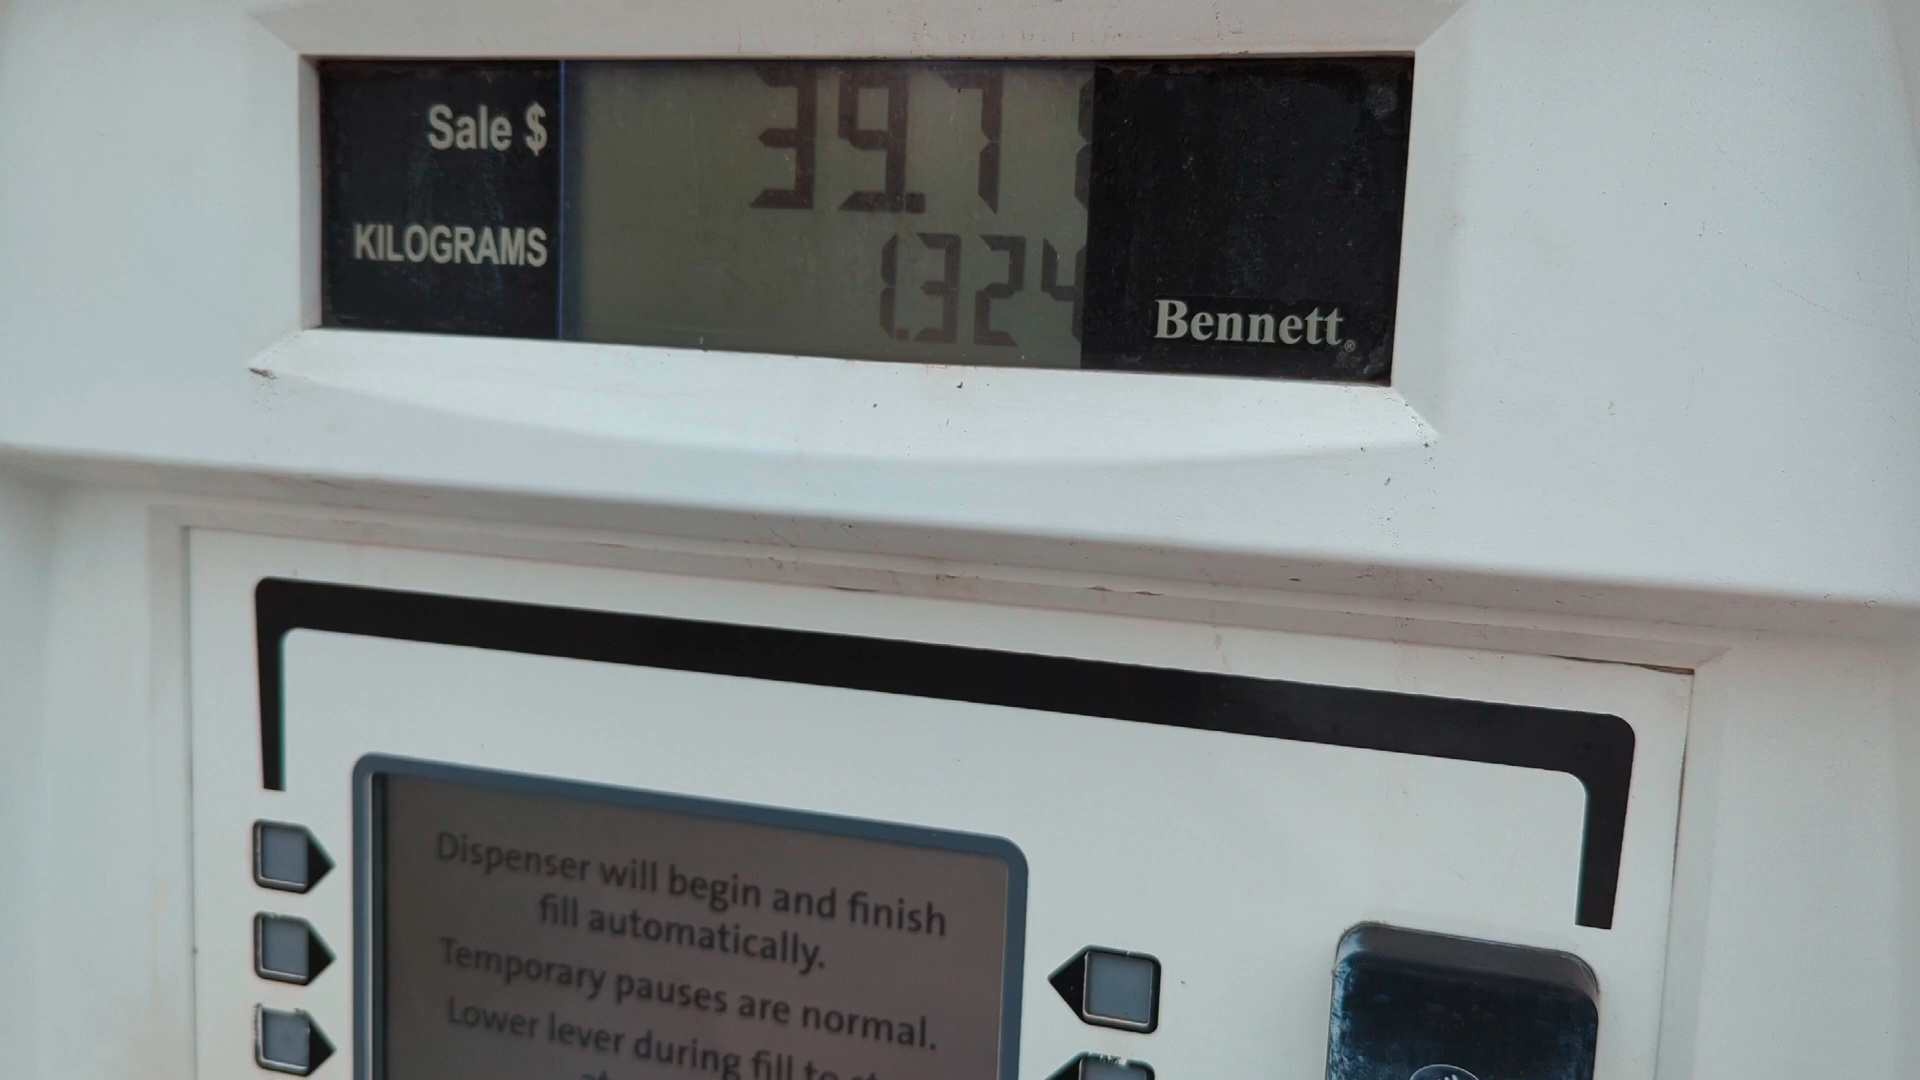 Sale $ 39.7
KILOGRAMS 1.324
Bennett®
Dispenser will begin and finish
fill automatically.
Temporary pauses are normal.
Lower lever during fill to